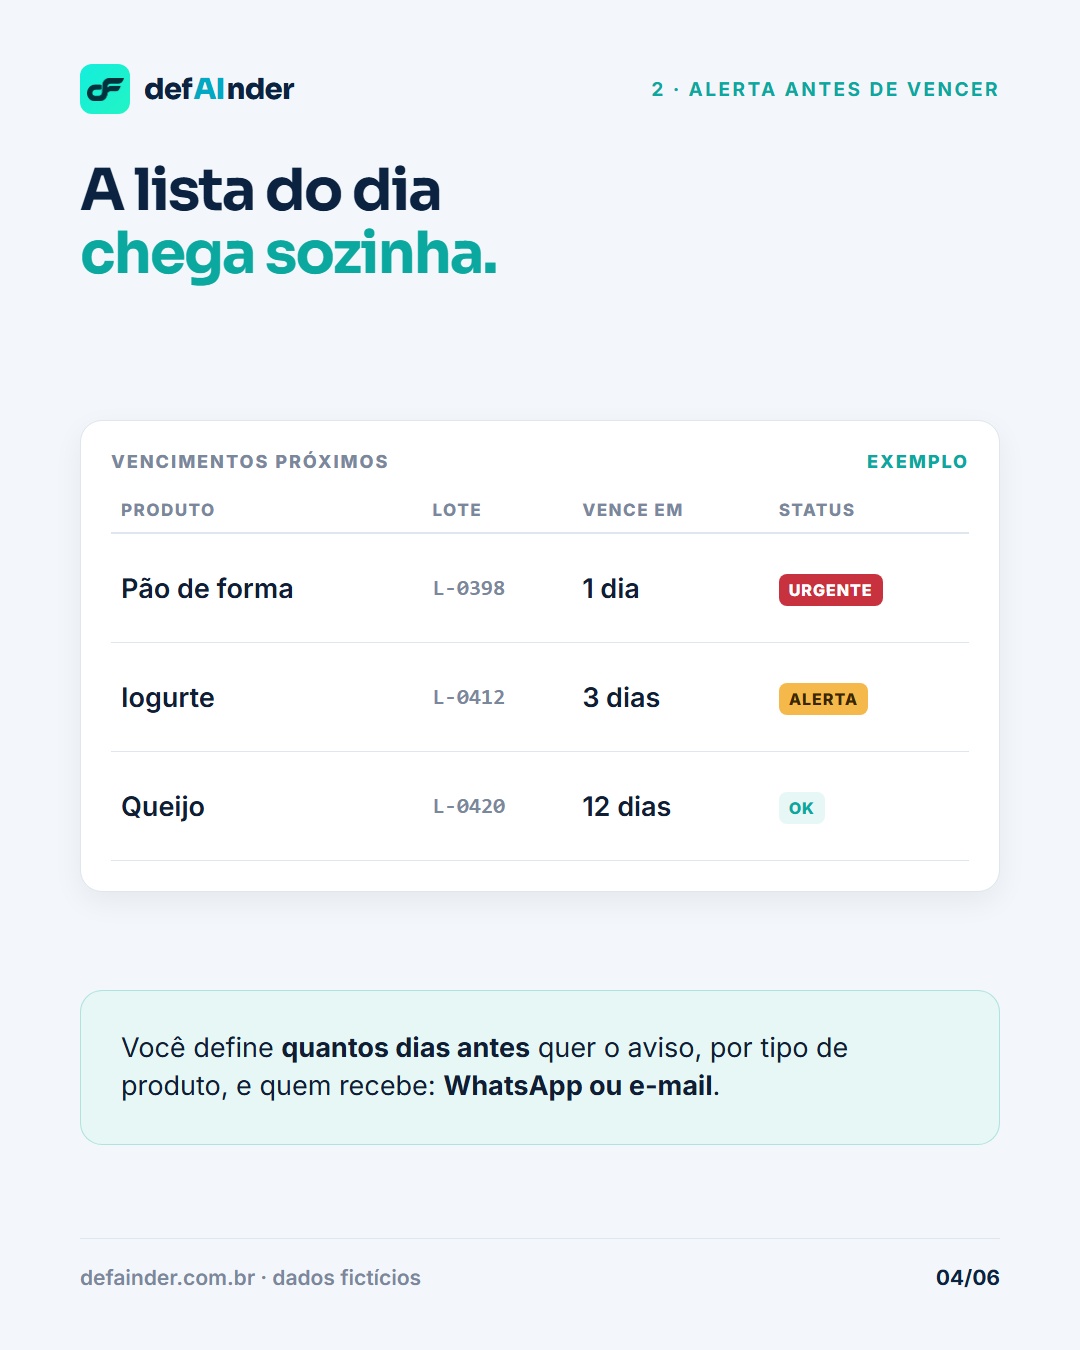 defAInder
2 · ALERTA ANTES DE VENCER
A lista do dia
chega sozinha.
VENCIMENTOS PRÓXIMOS EXEMPLO
PRODUTO LOTE VENCE EM STATUS
Pão de forma L-0398 1 dia URGENTE
Iogurte L-0412 3 dias ALERTA
Queijo L-0420 12 dias OK
Você define quantos dias antes quer o aviso, por tipo de
produto, e quem recebe: WhatsApp ou e-mail.
defainder.com.br · dados fictícios 04/06